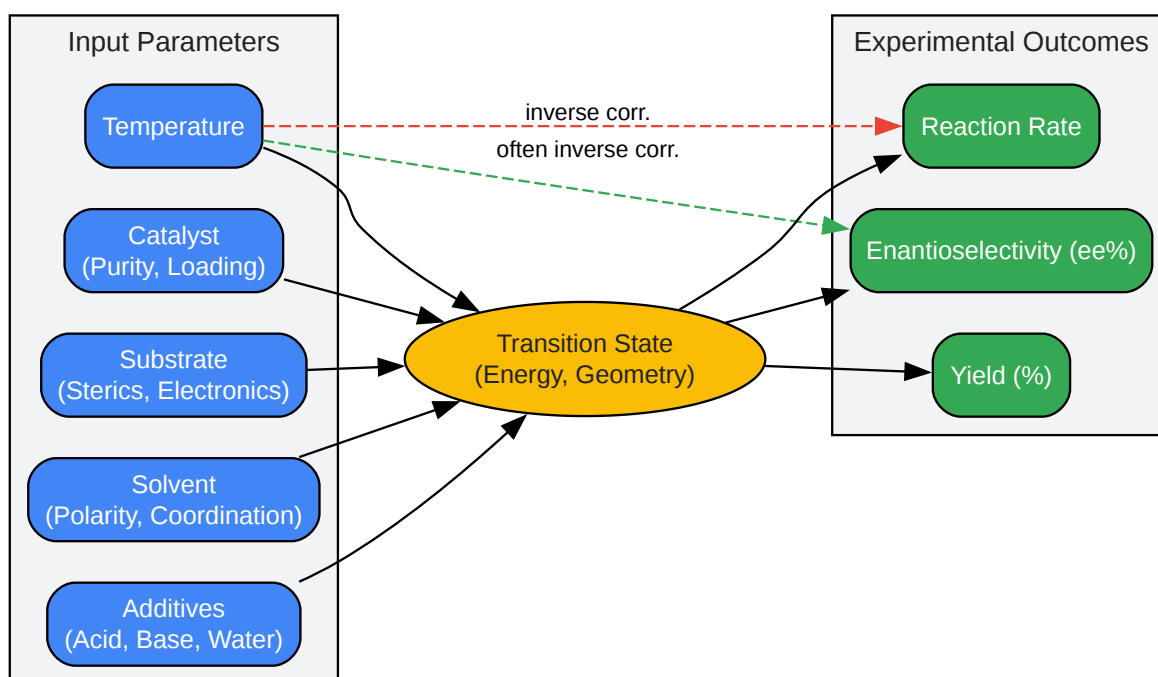 Input Parameters
Temperature
Catalyst
(Purity, Loading)
Substrate
(Sterics, Electronics)
Solvent
(Polarity, Coordination)
Additives
(Acid, Base, Water)
inverse corr.
often inverse corr.
Transition State
(Energy, Geometry)
Experimental Outcomes
Reaction Rate
Enantioselectivity (ee%)
Yield (%)